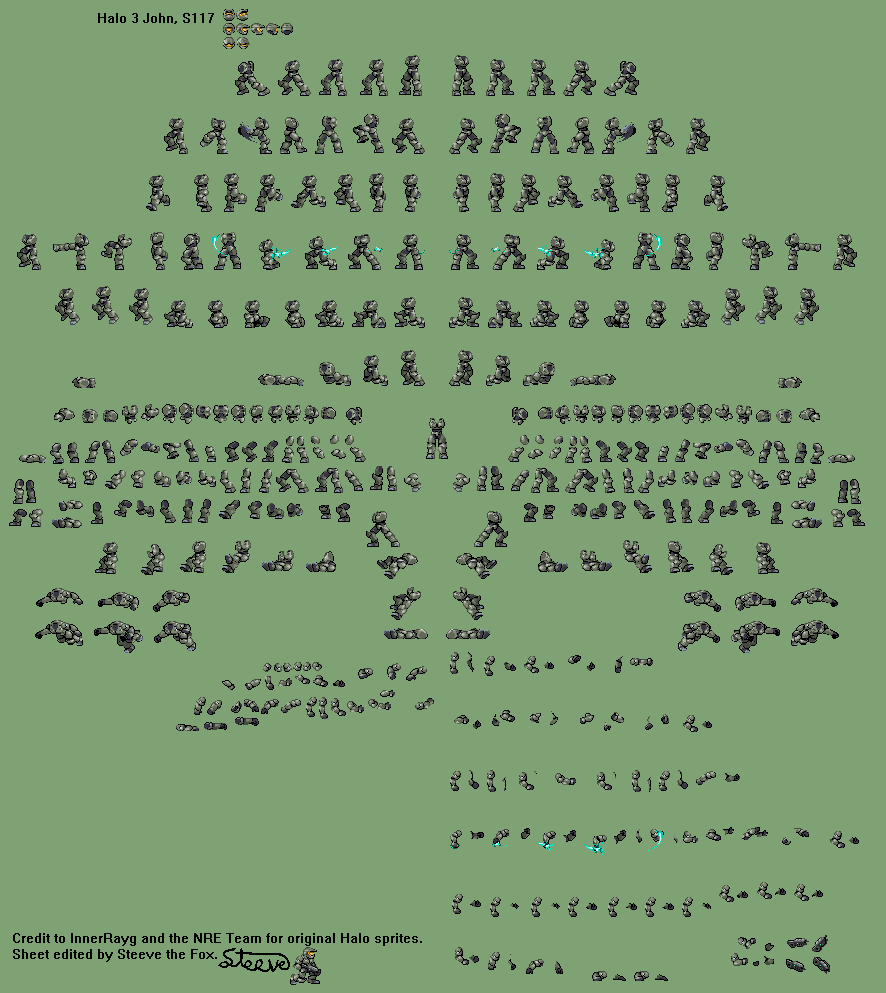 Halo 3 John, S117
Credit to InnerRayg and the NRE Team for original Halo sprites.
Sheet edited by Steeve the Fox. Steeve